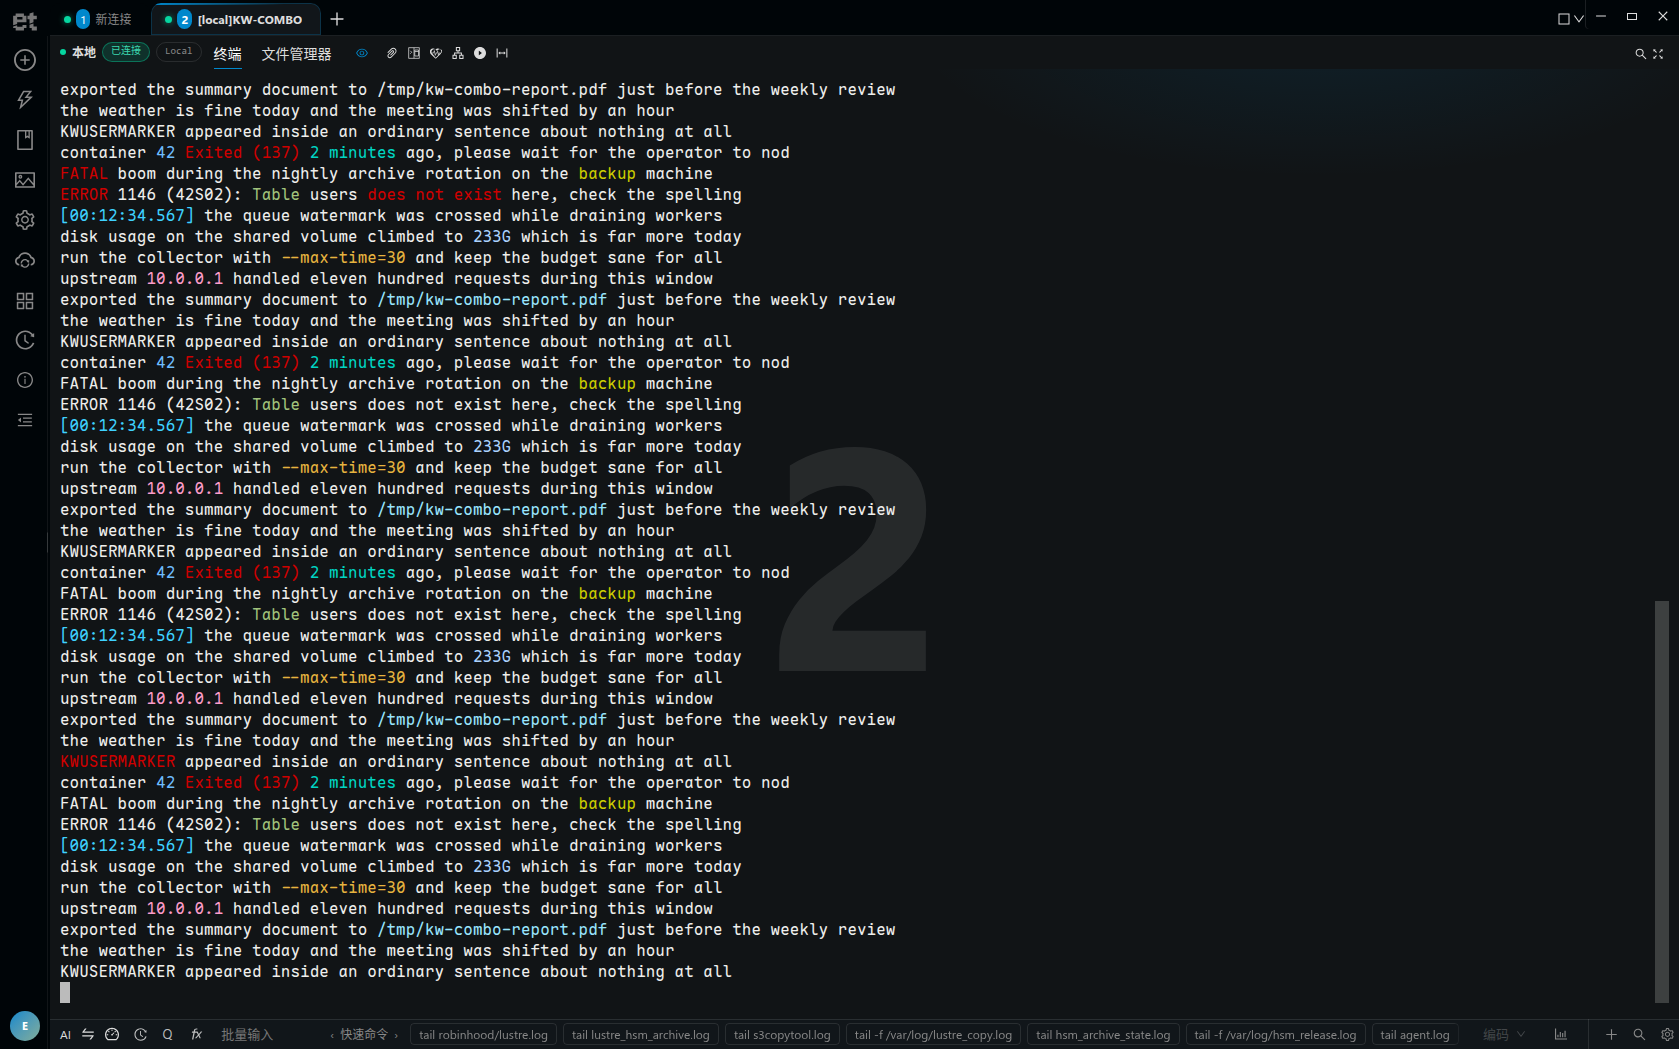 et
1 新连接
2 [local]KW-COMBO
本地 已连接 Local 终端 文件管理器
exported the summary document to /tmp/kw-combo-report.pdf just before the weekly review
the weather is fine today and the meeting was shifted by an hour
KWUSERMARKER appeared inside an ordinary sentence about nothing at all
container 42 Exited (137) 2 minutes ago, please wait for the operator to nod
FATAL boom during the nightly archive rotation on the backup machine
ERROR 1146 (42S02): Table users does not exist here, check the spelling
[00:12:34.567] the queue watermark was crossed while draining workers
disk usage on the shared volume climbed to 233G which is far more today
run the collector with --max-time=30 and keep the budget sane for all
upstream 10.0.0.1 handled eleven hundred requests during this window
exported the summary document to /tmp/kw-combo-report.pdf just before the weekly review
the weather is fine today and the meeting was shifted by an hour
KWUSERMARKER appeared inside an ordinary sentence about nothing at all
container 42 Exited (137) 2 minutes ago, please wait for the operator to nod
FATAL boom during the nightly archive rotation on the backup machine
ERROR 1146 (42S02): Table users does not exist here, check the spelling
[00:12:34.567] the queue watermark was crossed while draining workers
disk usage on the shared volume climbed to 233G which is far more today
run the collector with --max-time=30 and keep the budget sane for all
upstream 10.0.0.1 handled eleven hundred requests during this window
exported the summary document to /tmp/kw-combo-report.pdf just before the weekly review
the weather is fine today and the meeting was shifted by an hour
KWUSERMARKER appeared inside an ordinary sentence about nothing at all
container 42 Exited (137) 2 minutes ago, please wait for the operator to nod
FATAL boom during the nightly archive rotation on the backup machine
ERROR 1146 (42S02): Table users does not exist here, check the spelling
[00:12:34.567] the queue watermark was crossed while draining workers
disk usage on the shared volume climbed to 233G which is far more today
run the collector with --max-time=30 and keep the budget sane for all
upstream 10.0.0.1 handled eleven hundred requests during this window
exported the summary document to /tmp/kw-combo-report.pdf just before the weekly review
the weather is fine today and the meeting was shifted by an hour
KWUSERMARKER appeared inside an ordinary sentence about nothing at all
container 42 Exited (137) 2 minutes ago, please wait for the operator to nod
FATAL boom during the nightly archive rotation on the backup machine
ERROR 1146 (42S02): Table users does not exist here, check the spelling
[00:12:34.567] the queue watermark was crossed while draining workers
disk usage on the shared volume climbed to 233G which is far more today
run the collector with --max-time=30 and keep the budget sane for all
upstream 10.0.0.1 handled eleven hundred requests during this window
exported the summary document to /tmp/kw-combo-report.pdf just before the weekly review
the weather is fine today and the meeting was shifted by an hour
KWUSERMARKER appeared inside an ordinary sentence about nothing at all
2
E
AI Q fx 批量输入 ‹ 快速命令 › tail robinhood/lustre.log tail lustre_hsm_archive.log tail s3copytool.log tail -f /var/log/lustre_copy.log tail hsm_archive_state.log tail -f /var/log/hsm_release.log tail agent.log 编码